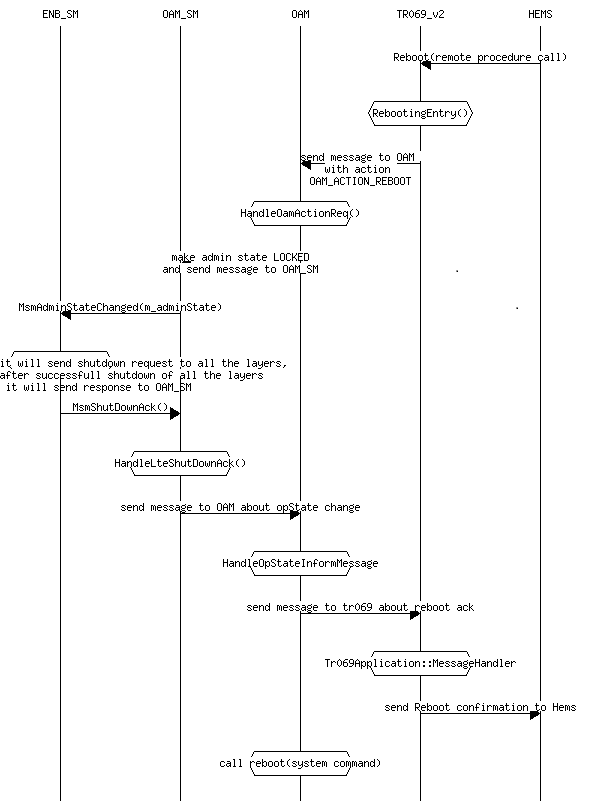 ENB_SM OAM_SM OAM TR069_v2 HEMS
Reboot(remote procedure call)
RebootingEntry()
send message to OAM
with action
OAM_ACTION_REBOOT
HandleOamActionReq()
make admin state LOCKED
and send message to OAM_SM
MsmAdminStateChanged(m_adminState)
it will send shutdown request to all the layers,
after successfull shutdown of all the layers
it will send response to OAM_SM
MsmShutDownAck()
HandleLteShutDownAck()
send message to OAM about opState change
HandleOpStateInformMessage
send message to tr069 about reboot ack
Tr069Application::MessageHandler
send Reboot confirmation to Hems
call reboot(system command)